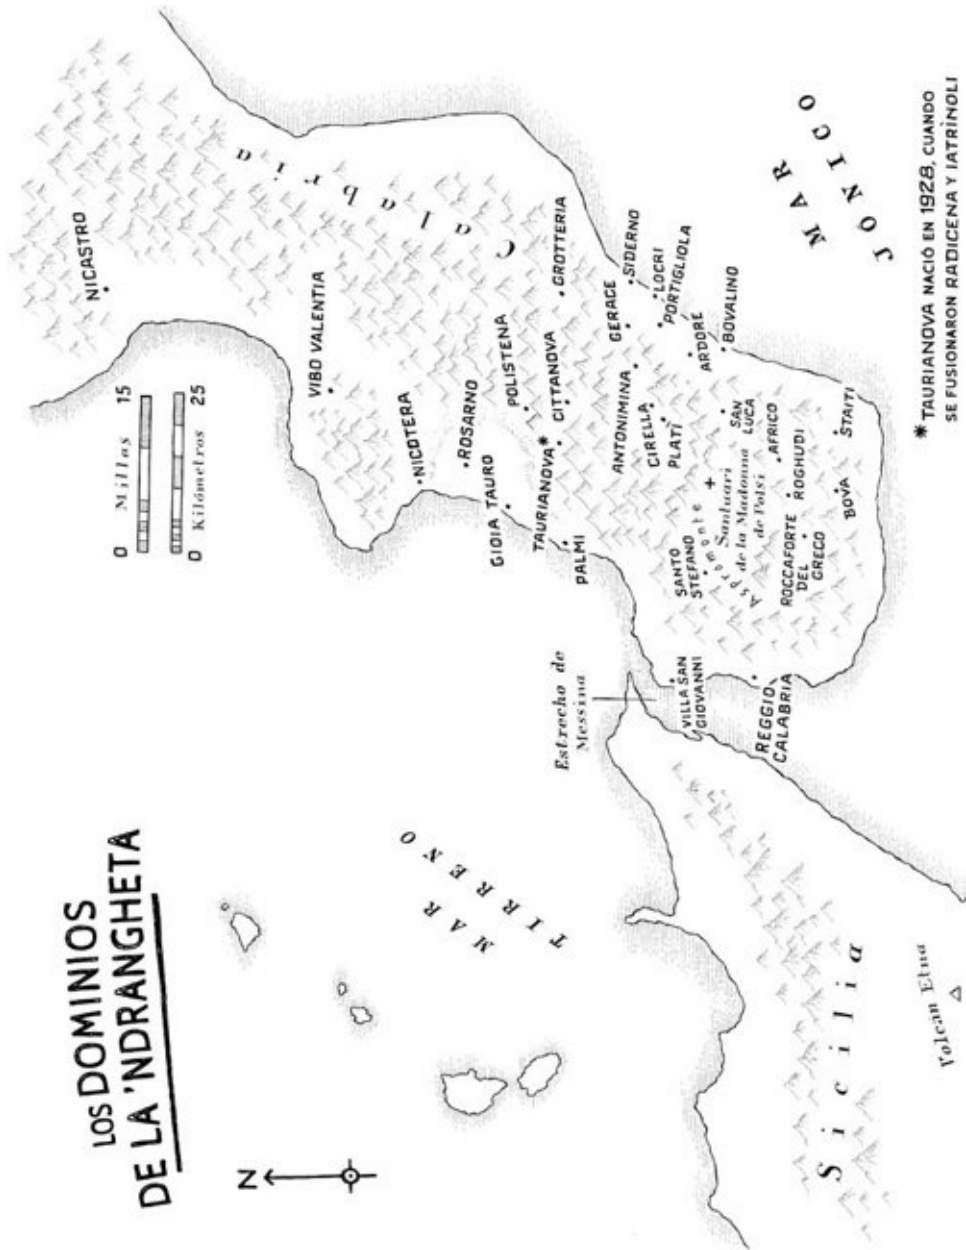 LOS DOMINIOS
DE LA 'NDRANGHETA
N
0 Millas 15
0 Kilómetros 25
NICASTRO
Calabria
VIBO VALENTIA
NICOTERA
ROSARNO
POLISTENA
GIOIA TAURO
TAURIANOVA*
CITTANOVA
GROTTERIA
PALMI
MAR
TIRRENO
Estrecho de
Messina
ANTONIMINA
GERACE
SIDERNO
LOCRI
PORTIGLIOLA
CIRELLA
PLATÌ
ARDORE
BOVALINO
VILLA SAN
GIOVANNI
SANTO
STEFANO
Aspromonte
Santuari
de la Madonna
de Polsi
SAN
LUCA
AFRICO
REGGIO
CALABRIA
ROCCAFORTE
DEL
GRECO
ROGHUDI
BOVA
STAITI
MAR
JÓNICO
Sicilia
Volcán Etna
*TAURIANOVA NACIÓ EN 1928, CUANDO
SE FUSIONARON RADICENA Y IATRÌNOLI